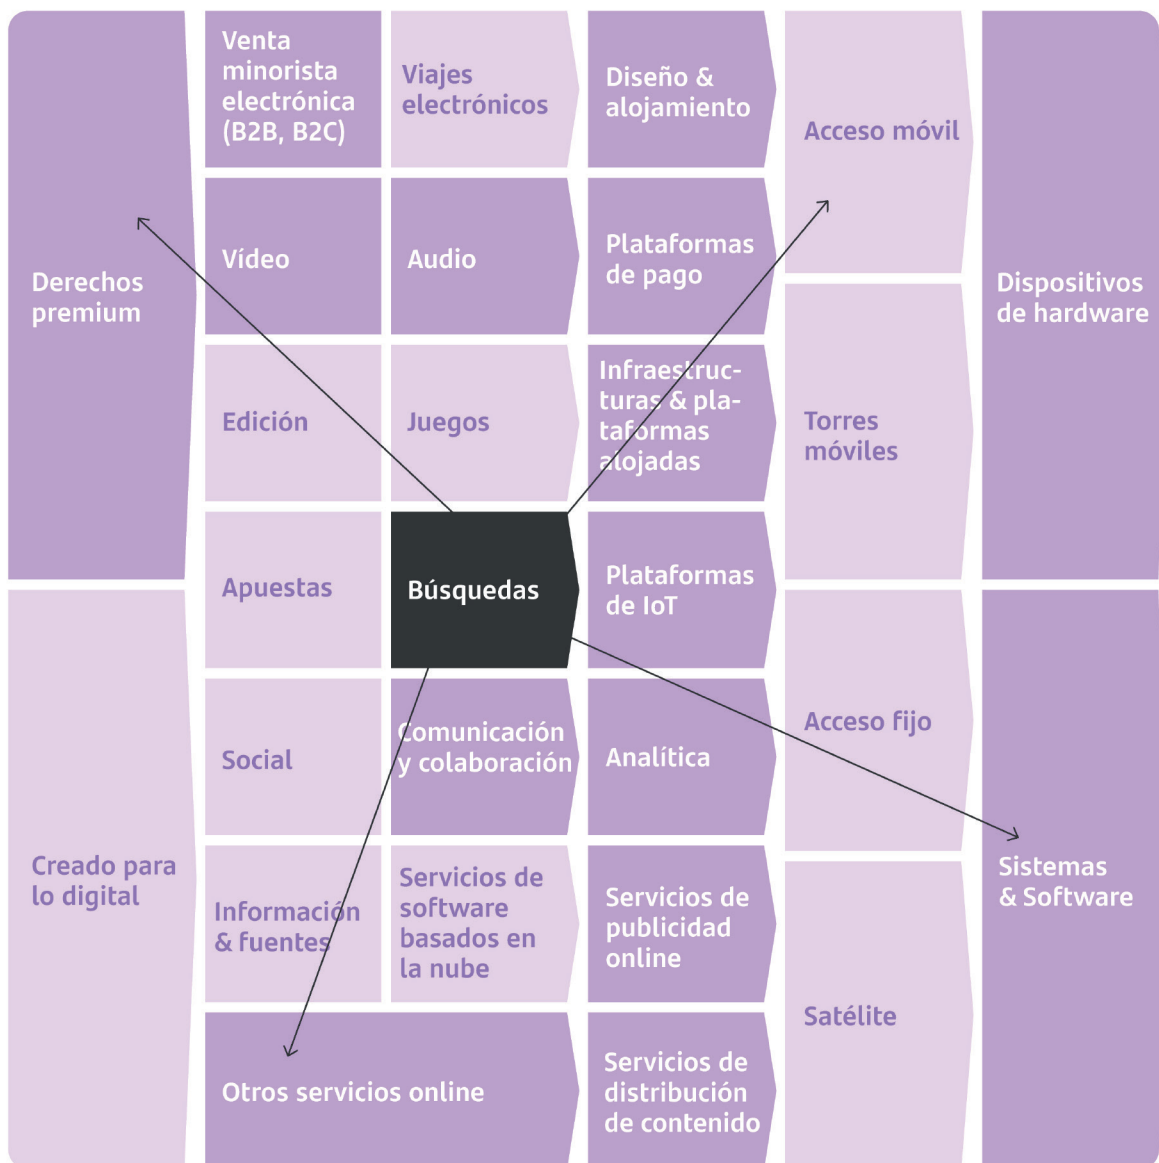 Derechos
premium
Creado para
lo digital
Venta
minorista
electrónica
(B2B, B2C)
Viajes
electrónicos
Vídeo
Audio
Edición
Juegos
Apuestas
Búsquedas
Social
Comunicación
y colaboración
Información
& fuentes
Servicios de
software
basados en
la nube
Otros servicios online
Diseño &
alojamiento
Plataformas
de pago
Infraestruc-
turas & pla-
taformas
alojadas
Plataformas
de IoT
Analítica
Servicios de
publicidad
online
Servicios de
distribución
de contenido
Acceso móvil
Torres
móviles
Acceso fijo
Satélite
Dispositivos
de hardware
Sistemas
& Software